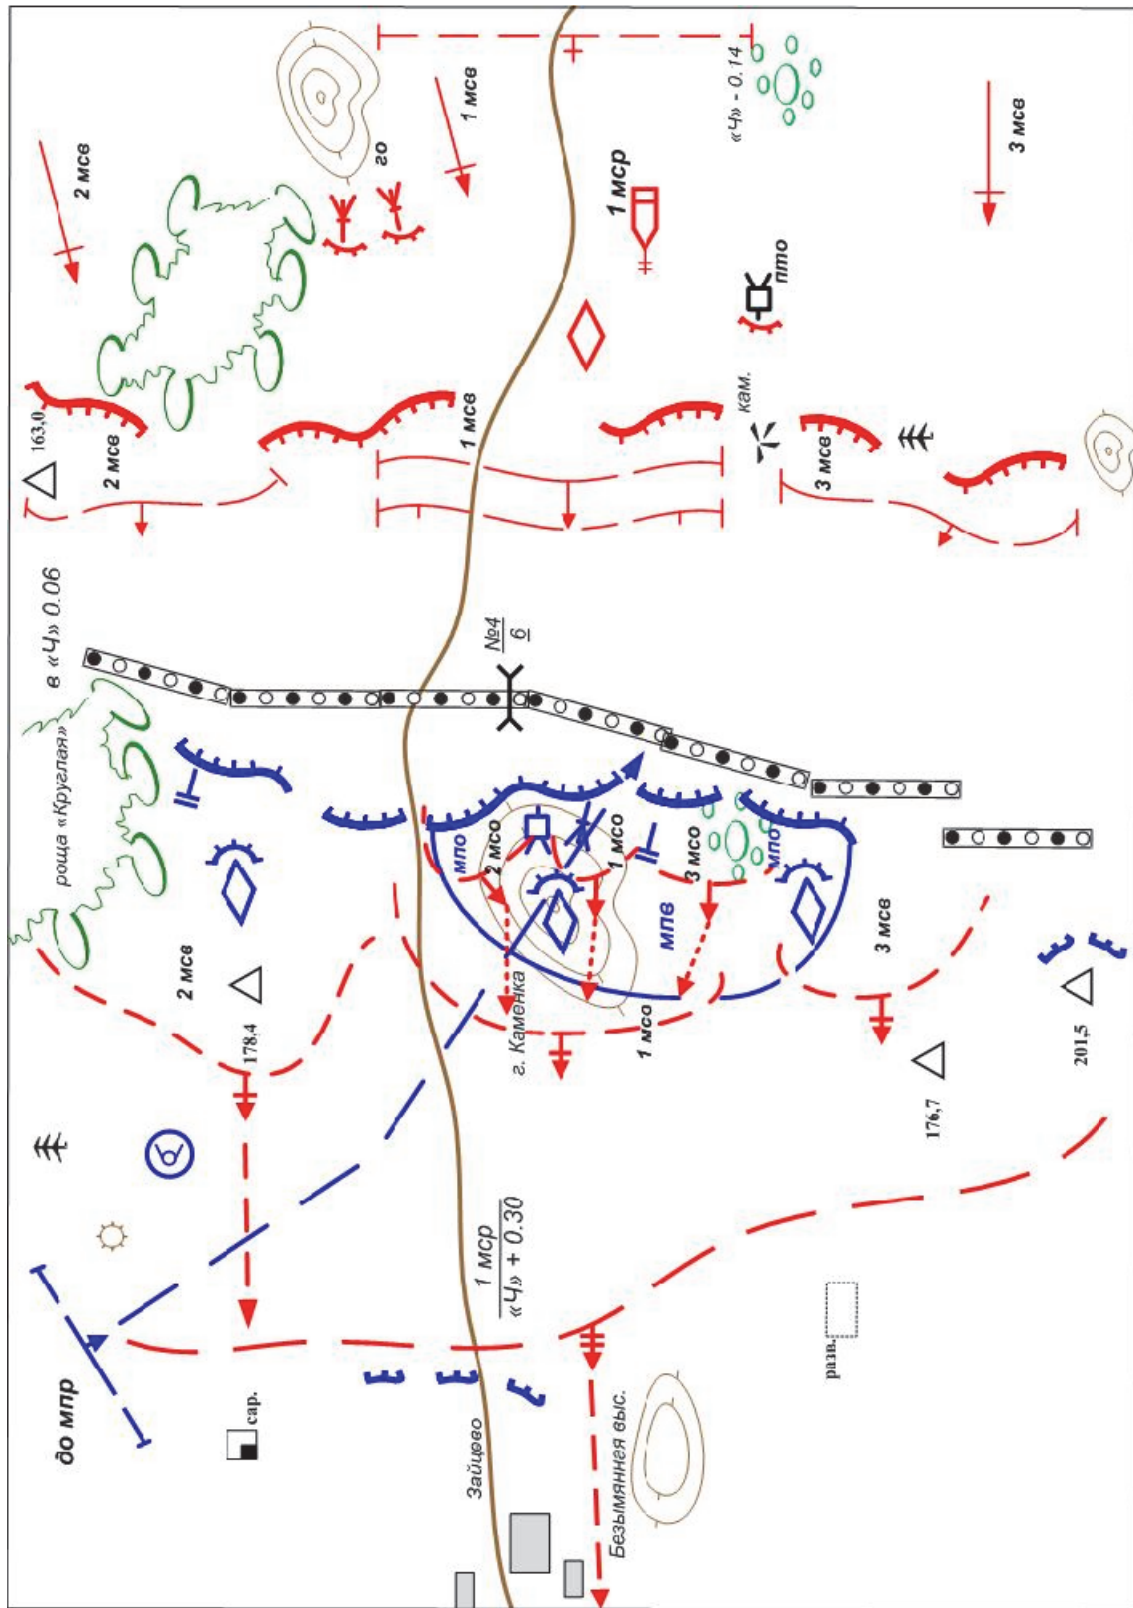 2 мсв
1 мсв
го
«Ч» - 0.14
3 мсв
1 мср
пто
163,0
2 мсв
1 мсв
кам.
3 мсв
в «Ч» 0.06
№4
6
роща «Круглая»
мпо
2 мсо
1 мсо
3 мсо
мпо
мпв
2 мсв
178,4
г. Каменка
1 мсо
3 мсв
176,7
201,5
1 мср
«Ч» + 0.30
разв.
до мпр
сар.
Зайцево
Безымянная выс.